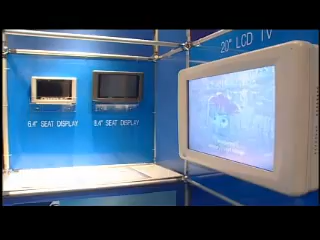 20" LCD TV
6.4" SEAT DISPLAY
8.4" SEAT DISPLAY